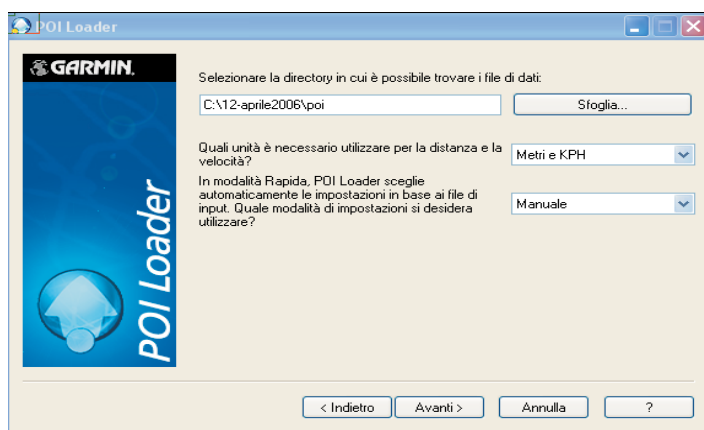 POI Loader
GARMIN.
POI Loader
Selezionare la directory in cui è possibile trovare i file di dati:
C:\12-aprile2006\poi
Sfoglia...
Quali unità è necessario utilizzare per la distanza e la
velocità?
Metri e KPH
In modalità Rapida, POI Loader sceglie
automaticamente le impostazioni in base ai file di
input. Quale modalità di impostazioni si desidera
utilizzare?
Manuale
< Indietro
Avanti >
Annulla
?